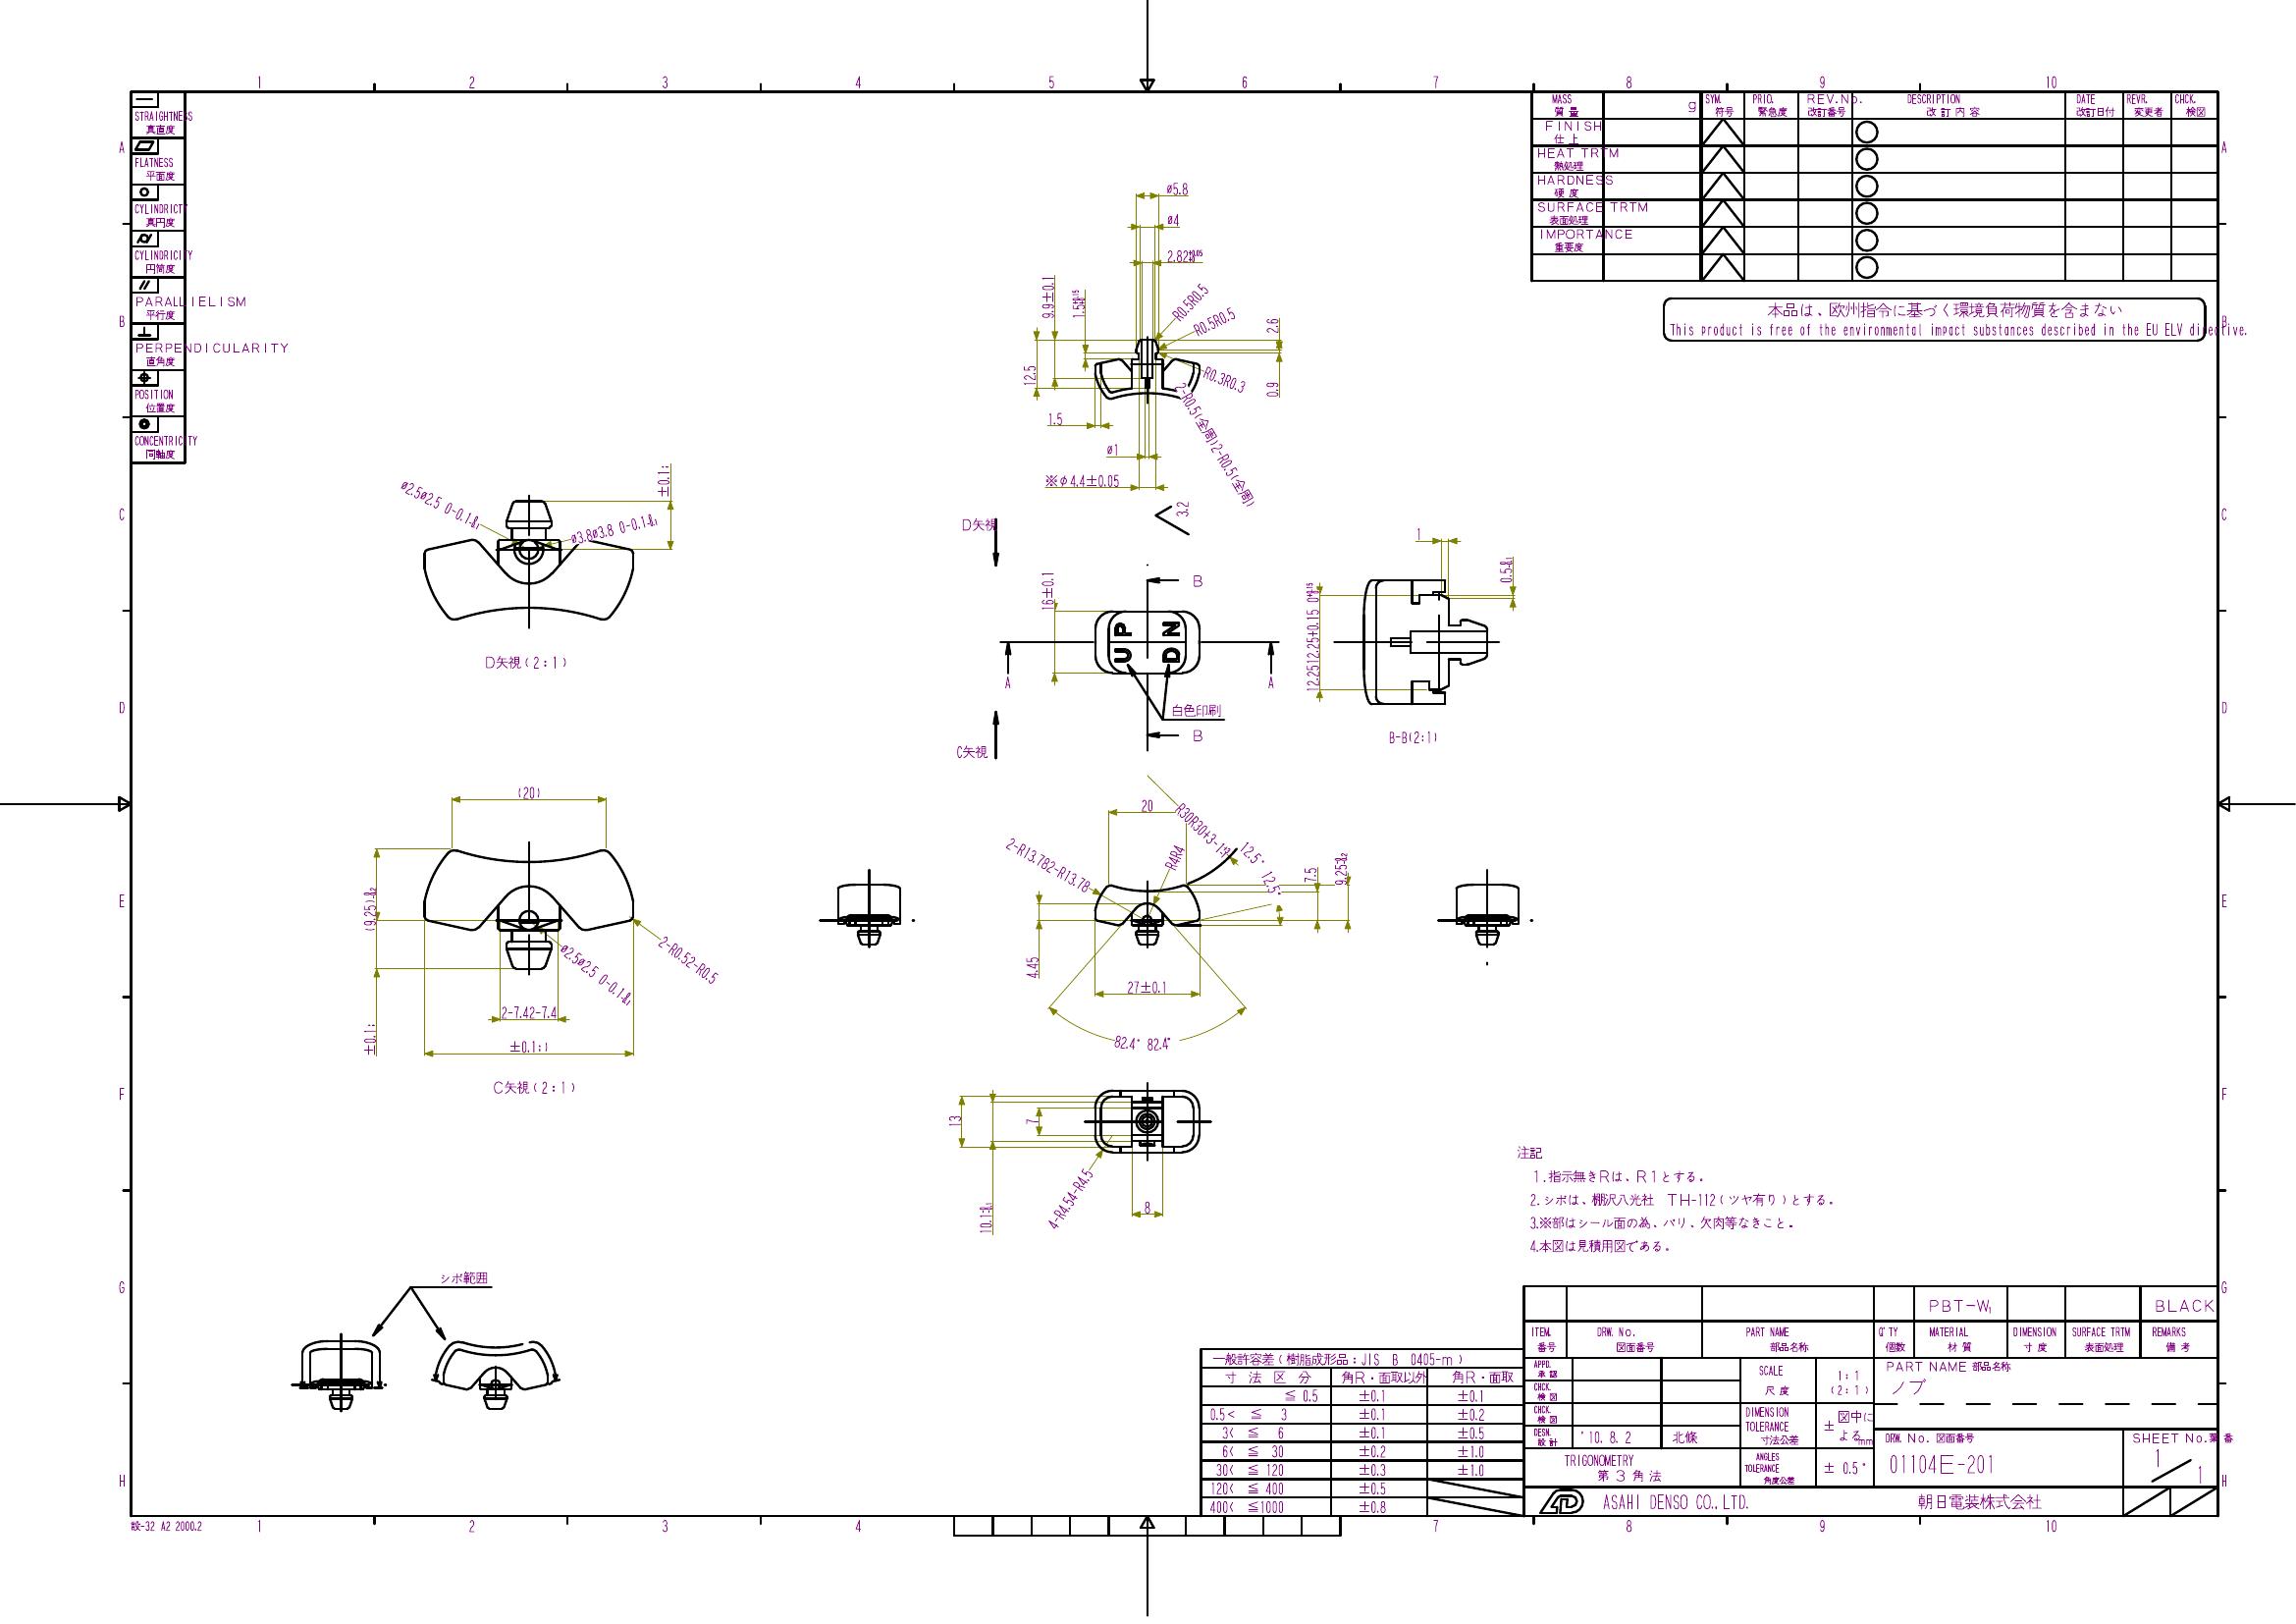 1 2 3 4 5 6 7 8 9 10
STRAIGHTNESS
真直度
FLATNESS
平面度
CYLINDRICITY
真円度
CYLINDRICITY
円筒度
PARALLIELISM
平行度
PERPENDICULARITY
直角度
POSITION
位置度
CONCENTRICITY
同軸度
A
B
C
D
E
F
G
H
MASS
質量
g
SYM.
符号
PRIO.
緊急度
REV.No.
改訂番号
DESCRIPTION
改訂内容
DATE
改訂日付
REVR.
変更者
CHCK.
検図
FINISH
仕上
HEAT TRTM
熱処理
HARDNESS
硬度
SURFACE TRTM
表面処理
IMPORTANCE
重要度
本品は、欧州指令に基づく環境負荷物質を含まない
This product is free of the environmental impact substances described in the EU ELV directive.
ø5.8
ø4
2.82
9.9±0.1
1.5
R0.5R0.5
R0.5R0.5
2.6
12.5
R0.3R0.3
0.9
1.5
2-R0.5(全周)2-R0.5(全周)
ø1
※φ4.4±0.05
3.2
ø2.5ø2.5 0-0.1
±0.1
ø3.8ø3.8 0-0.1
D矢視(2:1)
D矢視
16±0.1
B
UP
DN
A
A
白色印刷
B
C矢視
1
0.5
12.2512.25+0.15 0
B-B(2:1)
(20)
(9.25)
ø2.5ø2.5 0-0.1
2-R0.52-R0.5
2-7.42-7.4
±0.1
±0.1
C矢視(2:1)
20
R30R30+3-1
12.5°
12.5°
2-R13.782-R13.78
R4R4
7.5
9.25
4.45
27±0.1
82.4° 82.4°
13
7
10.1
4-R4.54-R4.5
8
シボ範囲
注記
1.指示無きRは、R1とする。
2.シボは、棚沢八光社 TH-112(ツヤ有り)とする。
3.※部はシール面の為、バリ、欠肉等なきこと。
4.本図は見積用図である。
一般許容差(樹脂成形品:JIS B 0405-m)
寸法区分 角R・面取以外 角R・面取
≦ 0.5 ±0.1 ±0.1
0.5< ≦ 3 ±0.1 ±0.2
3< ≦ 6 ±0.1 ±0.5
6< ≦ 30 ±0.2 ±1.0
30< ≦ 120 ±0.3 ±1.0
120< ≦ 400 ±0.5
400< ≦1000 ±0.8
PBT-W
BLACK
ITEM.
番号
DRW. No.
図面番号
PART NAME
部品名称
Q'TY
個数
MATERIAL
材質
DIMENSION
寸度
SURFACE TRTM
表面処理
REMARKS
備考
APPD.
承認
CHCK.
検図
CHCK.
検図
DESN.
設計
'10. 8. 2
北條
SCALE
尺度
1:1
(2:1)
DIMENSION
TOLERANCE
寸法公差
± 図中に
よる mm
ANGLES
TOLERANCE
角度公差
± 0.5°
TRIGONOMETRY
第3角法
PART NAME 部品名称
ノブ
DRW. No. 図面番号
01104E-201
SHEET No.葉番
1/1
ASAHI DENSO CO., LTD.
朝日電装株式会社
設-32 A2 2000.2
1 2 3 4 7 8 9 10
A
B
C
D
E
F
G
H